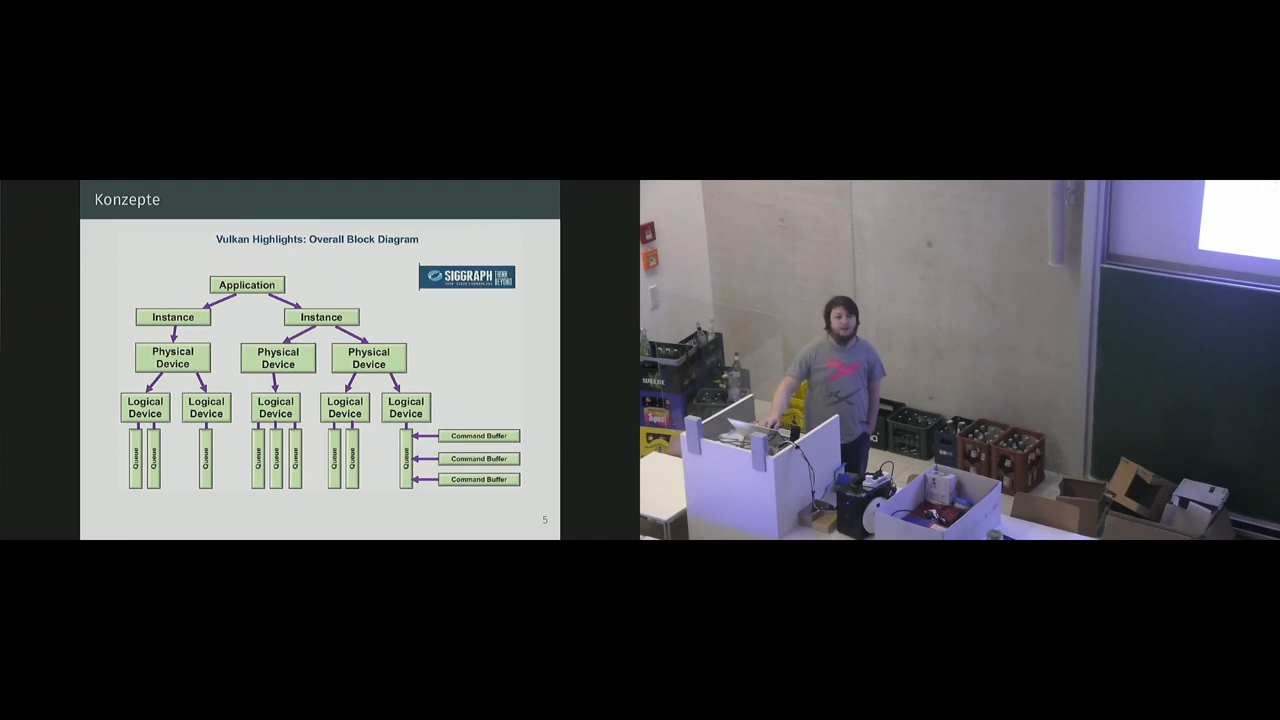 Konzepte
Vulkan Highlights: Overall Block Diagram
SIGGRAPH THINK BEYOND
Application
Instance Instance
Physical Device
Physical Device
Physical Device
Logical Device
Logical Device
Logical Device
Logical Device
Logical Device
Queue Queue Queue Queue Queue Queue Queue Queue Queue
Command Buffer
Command Buffer
Command Buffer
5